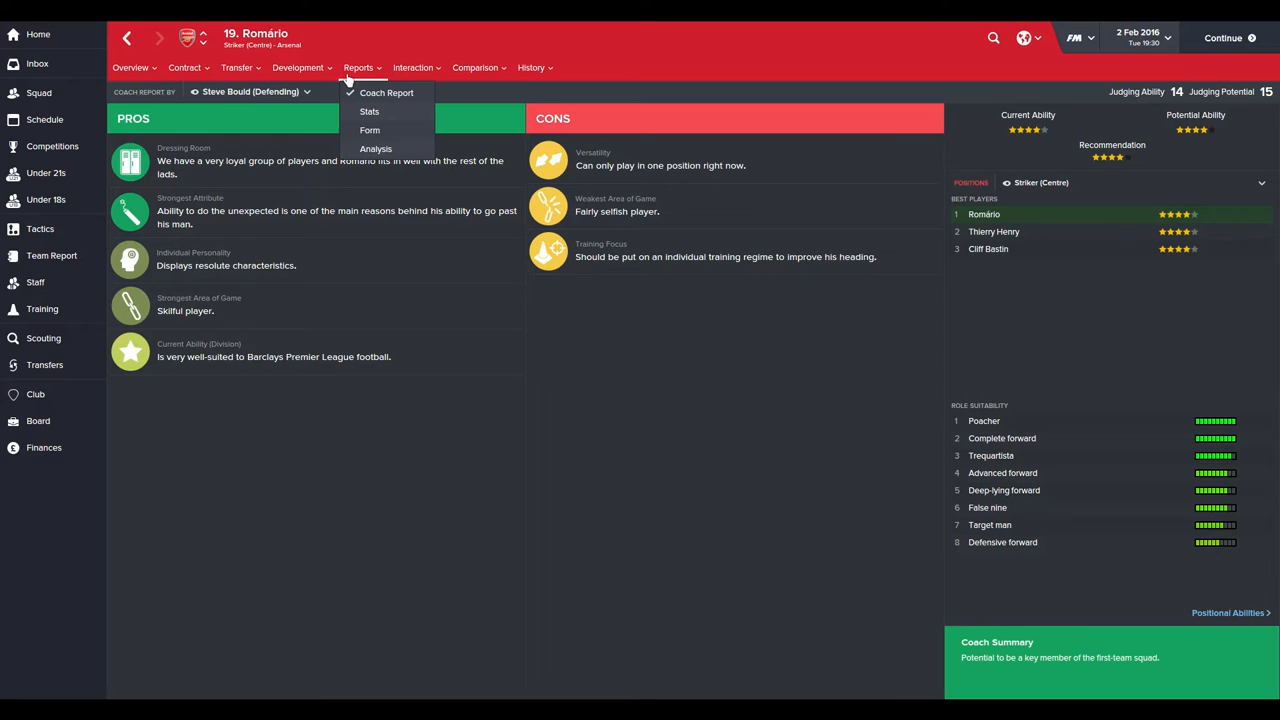 Home
Inbox
Squad
Schedule
Competitions
Under 21s
Under 18s
Tactics
Team Report
Staff
Training
Scouting
Transfers
Club
Board
Finances
19. Romário
Striker (Centre) - Arsenal
FM
2 Feb 2016
Tue 19:30
Continue
Overview Contract Transfer Development Reports Interaction Comparison History
COACH REPORT BY Steve Bould (Defending)
Coach Report
Stats
Form
Analysis
Judging Ability 14 Judging Potential 15
PROS
Dressing Room
We have a very loyal group of players and Romário fits in well with the rest of the
lads.
Strongest Attribute
Ability to do the unexpected is one of the main reasons behind his ability to go past
his man.
Individual Personality
Displays resolute characteristics.
Strongest Area of Game
Skilful player.
Current Ability (Division)
Is very well-suited to Barclays Premier League football.
CONS
Versatility
Can only play in one position right now.
Weakest Area of Game
Fairly selfish player.
Training Focus
Should be put on an individual training regime to improve his heading.
Current Ability Potential Ability
Recommendation
POSITIONS Striker (Centre)
BEST PLAYERS
1 Romário
2 Thierry Henry
3 Cliff Bastin
ROLE SUITABILITY
1 Poacher
2 Complete forward
3 Trequartista
4 Advanced forward
5 Deep-lying forward
6 False nine
7 Target man
8 Defensive forward
Positional Abilities >
Coach Summary
Potential to be a key member of the first-team squad.